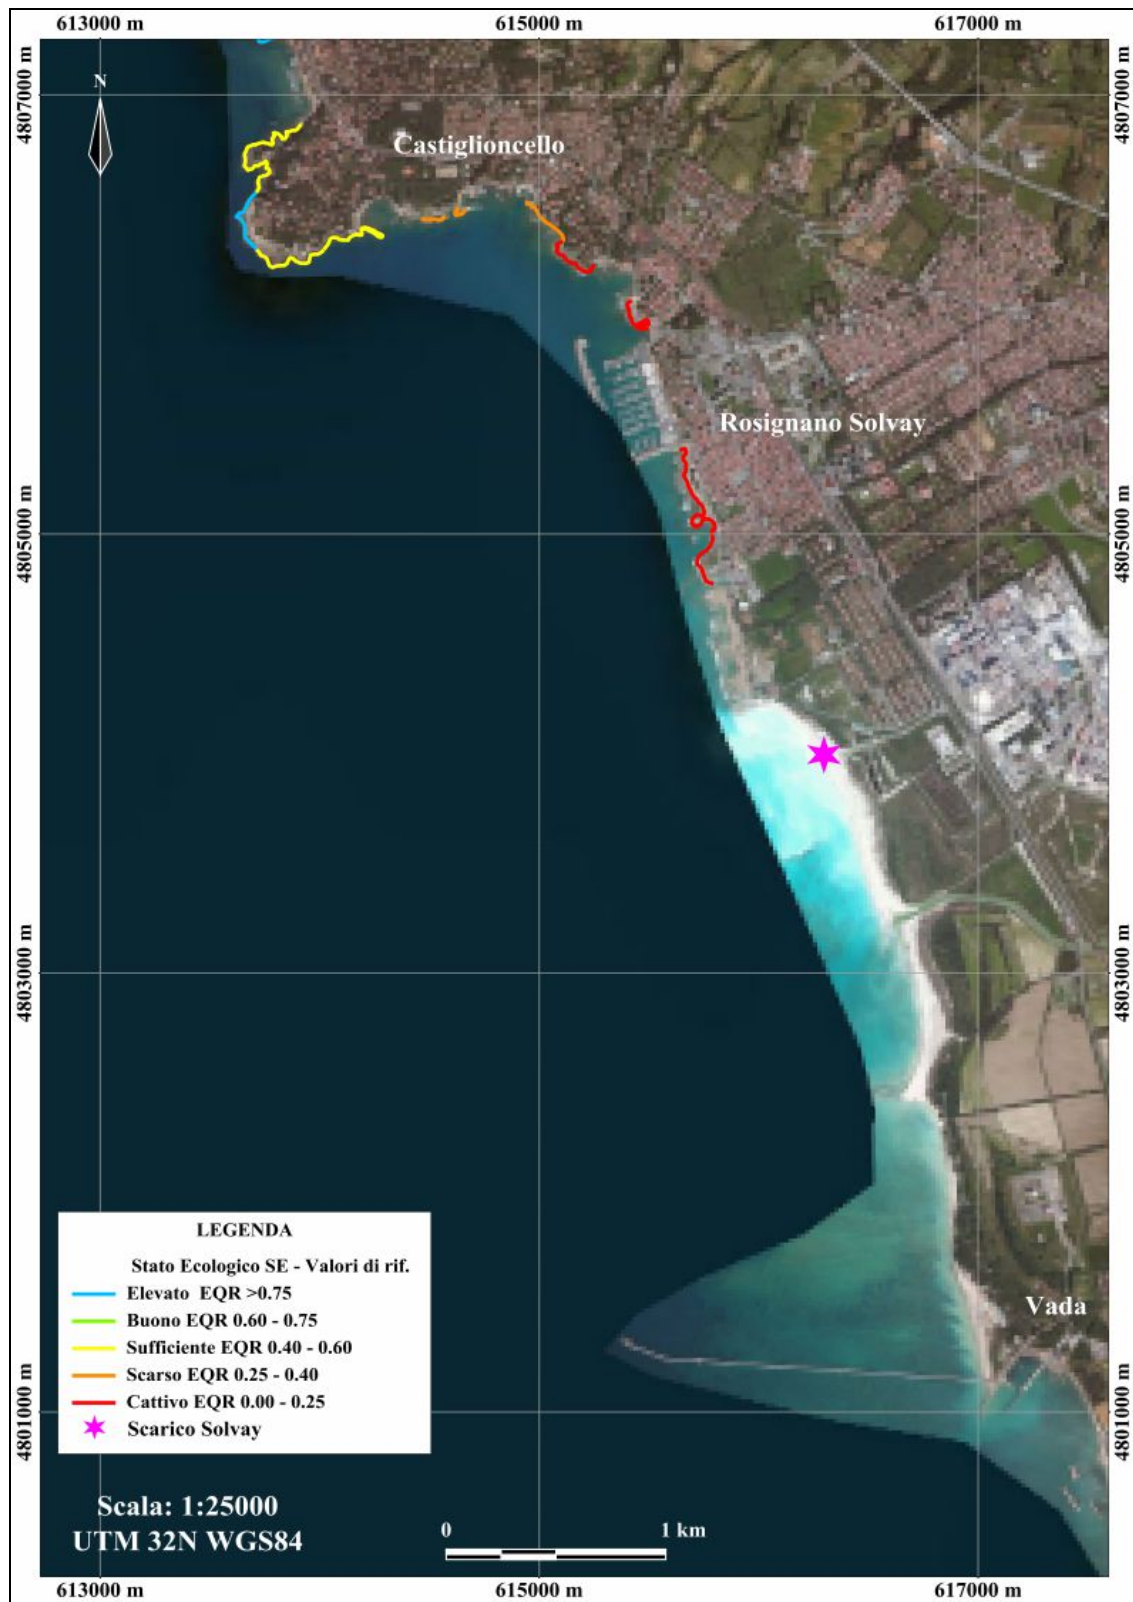 613000 m 615000 m 617000 m
4807000 m 4807000 m
N
Castiglioncello
Rosignano Solvay
4805000 m 4805000 m
4803000 m 4803000 m
LEGENDA
Stato Ecologico SE - Valori di rif.
Elevato EQR >0.75
Buono EQR 0.60 - 0.75
Sufficiente EQR 0.40 - 0.60
Scarso EQR 0.25 - 0.40
Cattivo EQR 0.00 - 0.25
Scarico Solvay
Vada
4801000 m 4801000 m
Scala: 1:25000
UTM 32N WGS84
0 1 km
613000 m 615000 m 617000 m